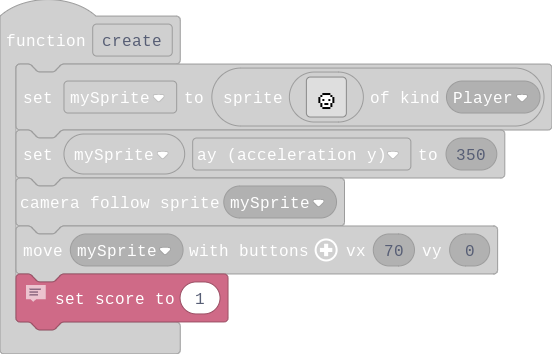 function create
set mySprite to sprite of kind Player
set mySprite ay (acceleration y) to 350
camera follow sprite mySprite
move mySprite with buttons vx 70 vy 0
set score to 1